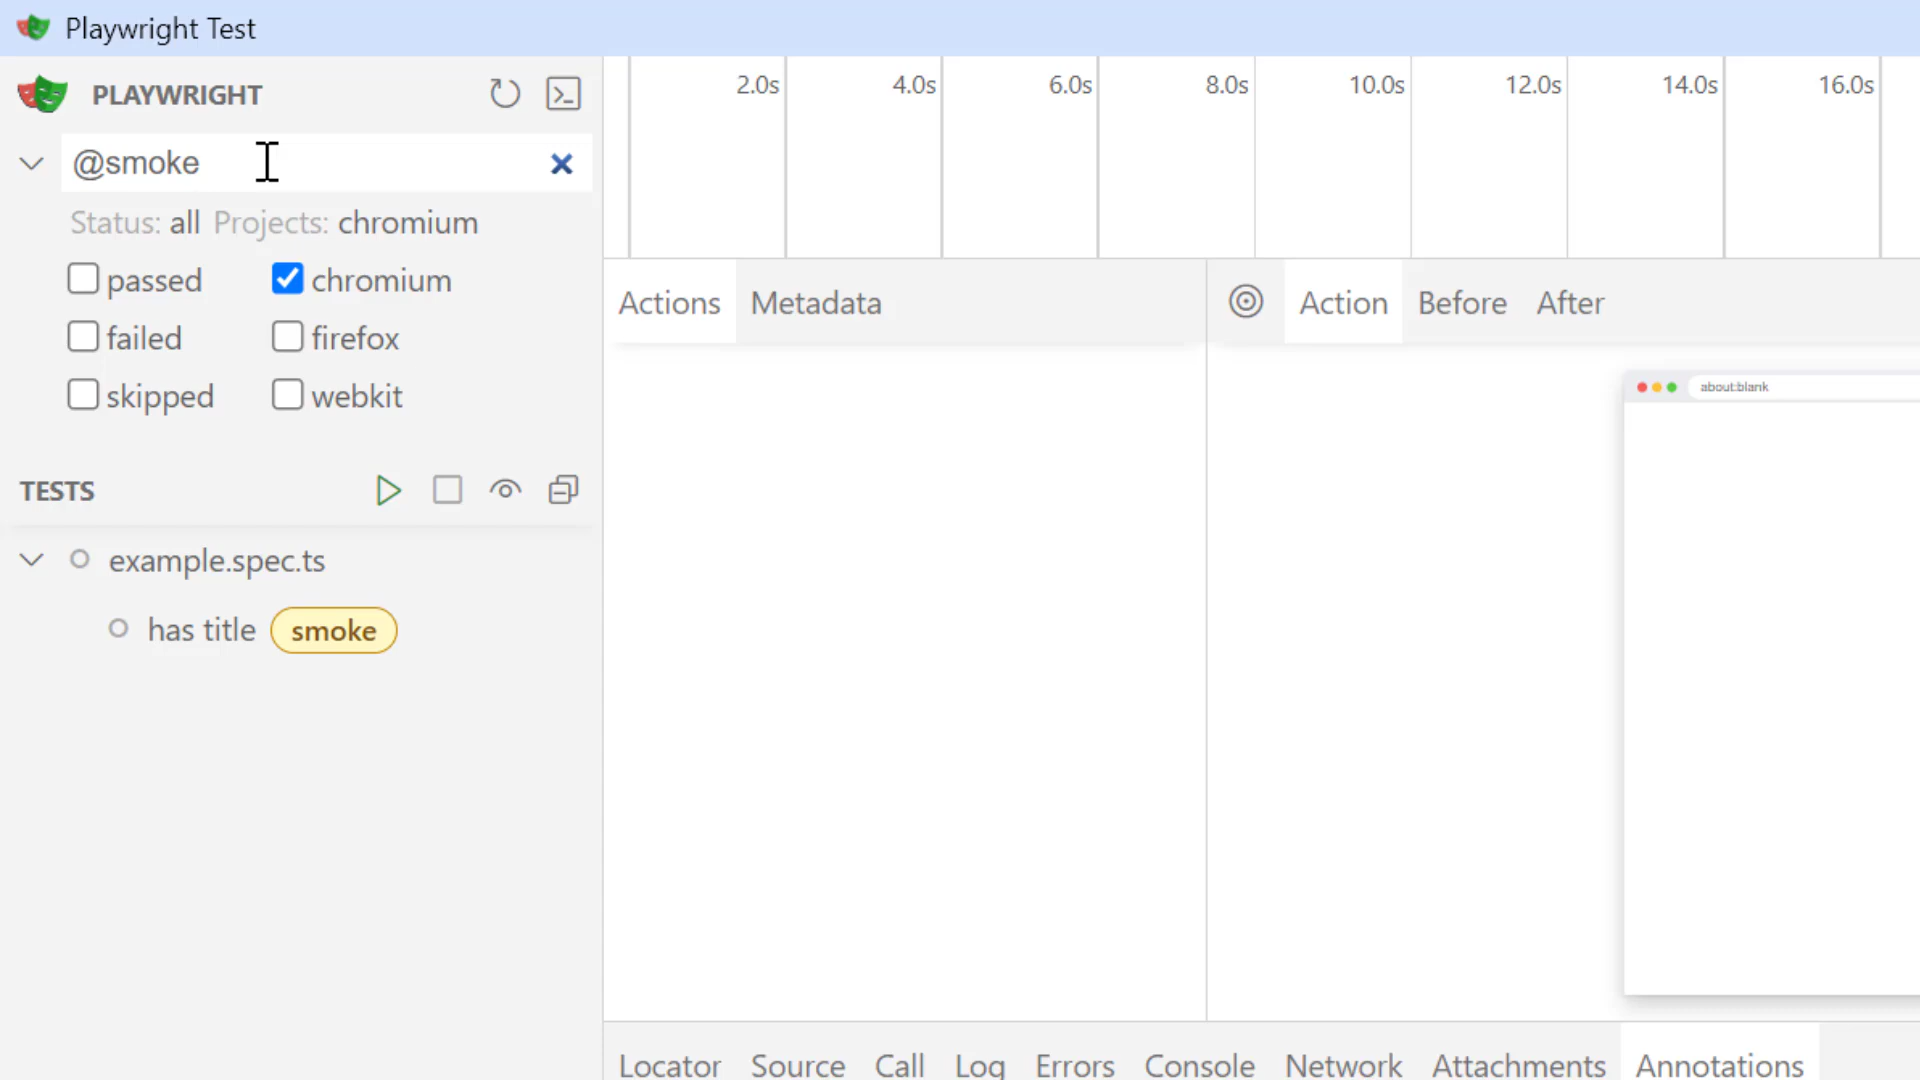 Playwright Test
PLAYWRIGHT
@smoke
Status: all Projects: chromium
passed
chromium
failed
firefox
skipped
webkit
TESTS
example.spec.ts
has title smoke
2.0s 4.0s 6.0s 8.0s 10.0s 12.0s 14.0s 16.0s
Actions Metadata
Action Before After
about:blank
Locator Source Call Log Errors Console Network Attachments Annotations